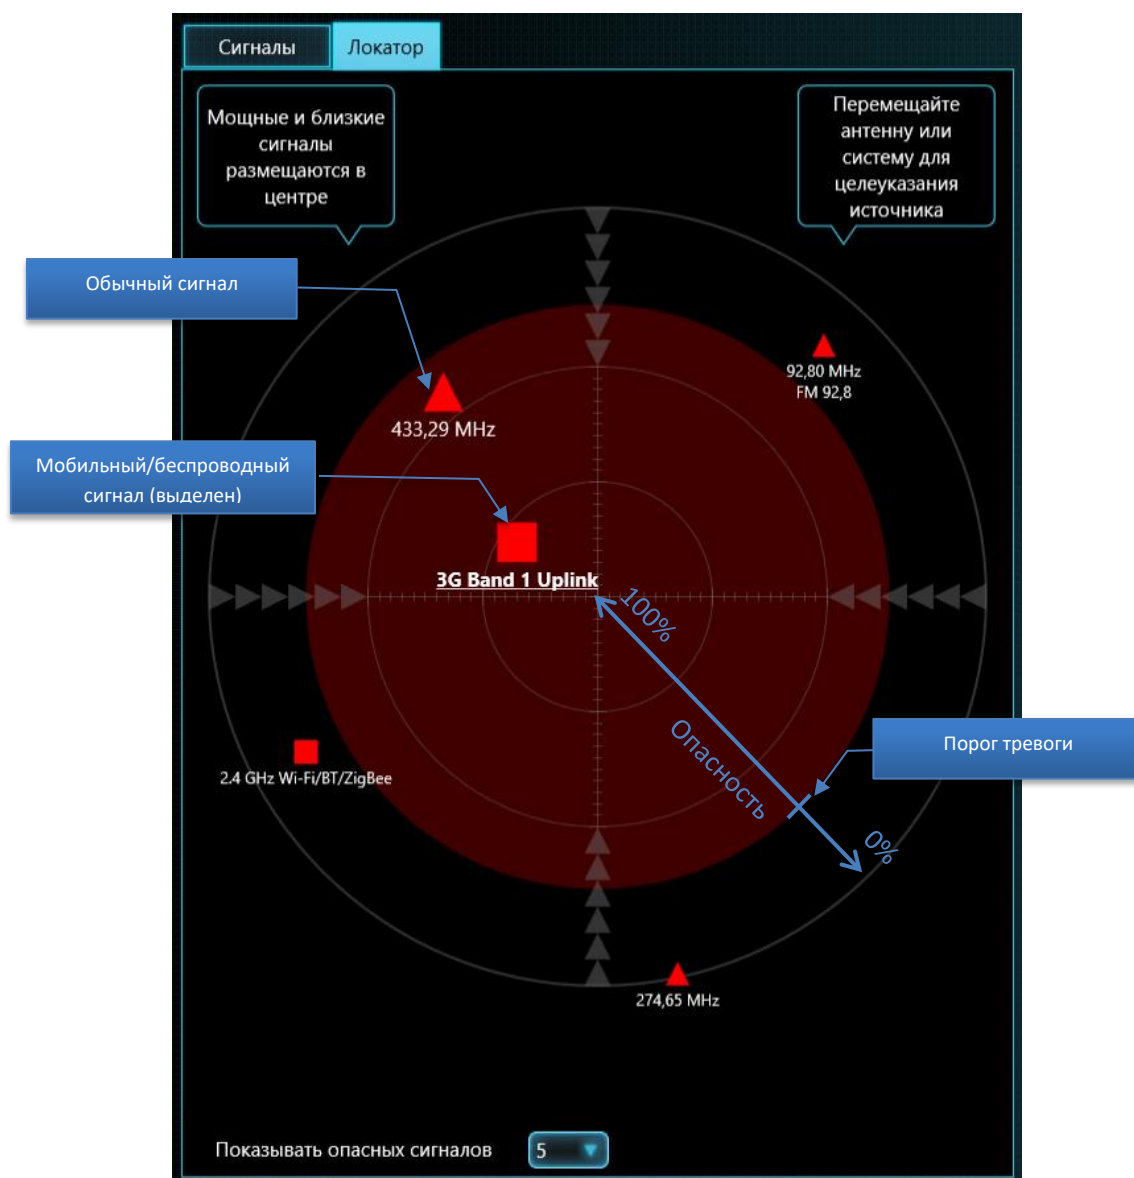 Сигналы
Локатор
Мощные и близкие
сигналы
размещаются в
центре
Перемещайте
антенну или
систему для
целеуказания
источника
Обычный сигнал
92,80 MHz
FM 92,8
433,29 MHz
Мобильный/беспроводный
сигнал (выделен)
3G Band 1 Uplink
100%
Опасность
Порог тревоги
2.4 GHz Wi-Fi/BT/ZigBee
0%
274,65 MHz
Показывать опасных сигналов
5